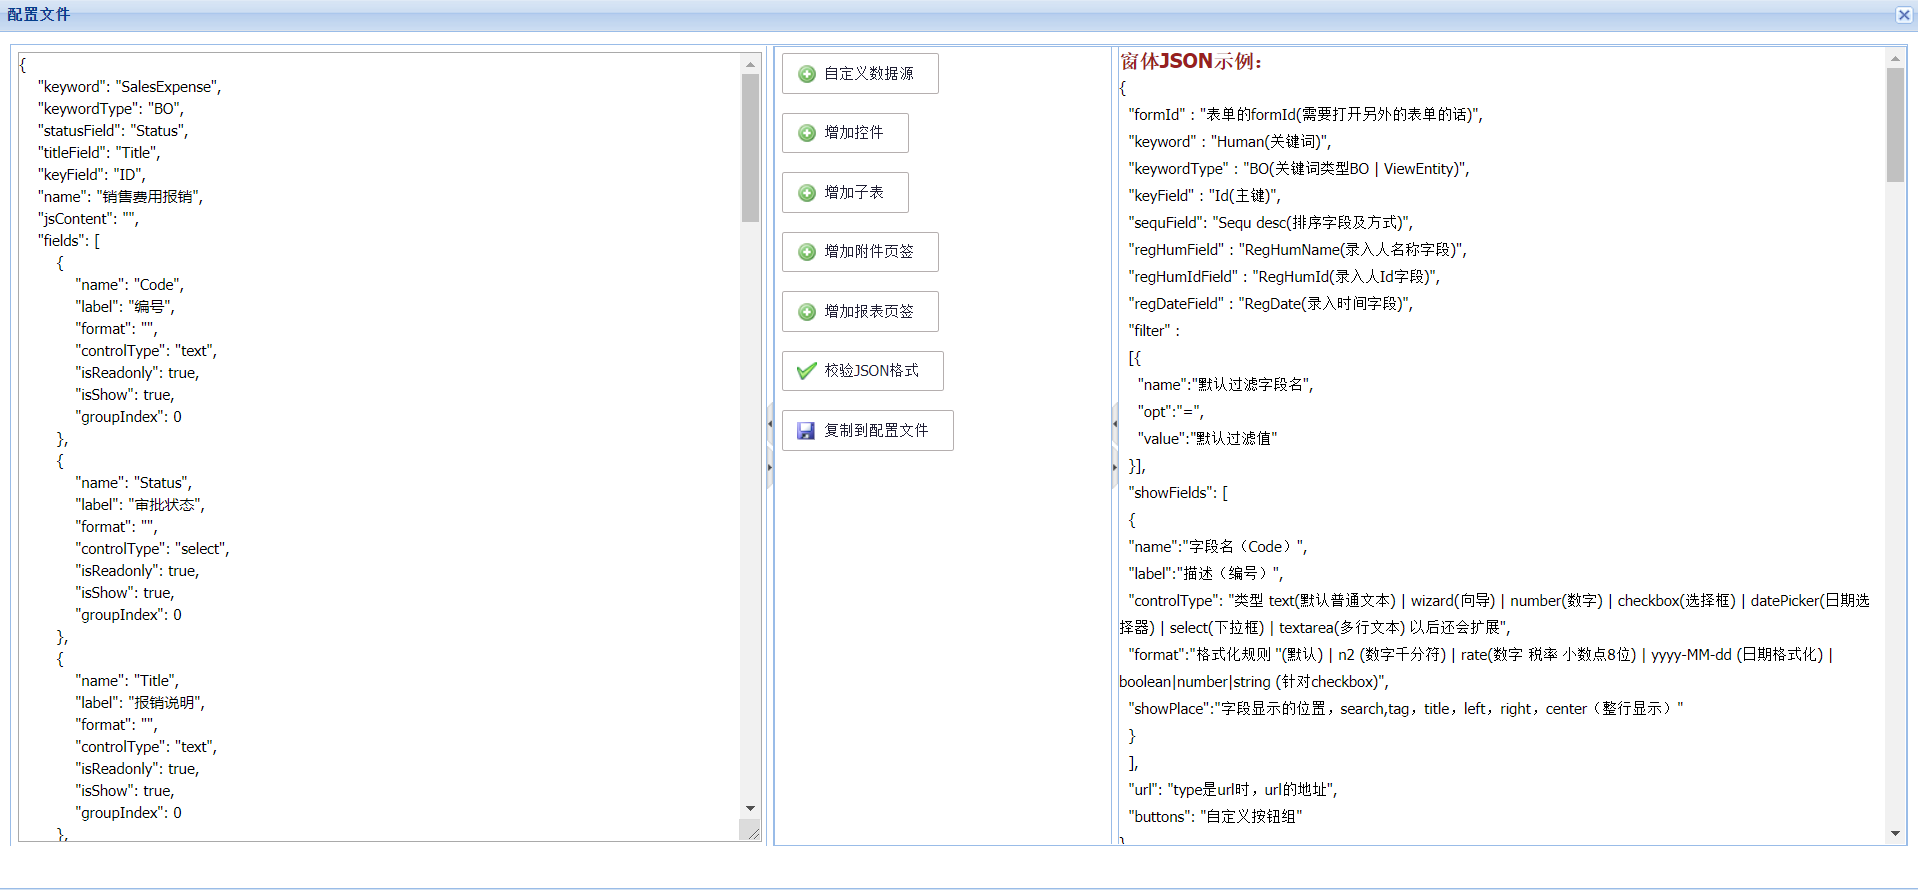 配置文件
{
"keyword": "SalesExpense",
"keywordType": "BO",
"statusField": "Status",
"titleField": "Title",
"keyField": "ID",
"name": "销售费用报销",
"jsContent": "",
"fields": [
{
"name": "Code",
"label": "编号",
"format": "",
"controlType": "text",
"isReadonly": true,
"isShow": true,
"groupIndex": 0
},
{
"name": "Status",
"label": "审批状态",
"format": "",
"controlType": "select",
"isReadonly": true,
"isShow": true,
"groupIndex": 0
},
{
"name": "Title",
"label": "报销说明",
"format": "",
"controlType": "text",
"isReadonly": true,
"isShow": true,
"groupIndex": 0
},
自定义数据源
增加控件
增加子表
增加附件页签
增加报表页签
校验JSON格式
复制到配置文件
窗体JSON示例：
{
"formId" : "表单的formId(需要打开另外的表单的话)",
"keyword" : "Human(关键词)",
"keywordType" : "BO(关键词类型BO | ViewEntity)",
"keyField" : "Id(主键)",
"sequField": "Sequ desc(排序字段及方式)",
"regHumField" : "RegHumName(录入人名称字段)",
"regHumIdField" : "RegHumId(录入人Id字段)",
"regDateField" : "RegDate(录入时间字段)",
"filter" :
[{
"name":"默认过滤字段名",
"opt":"=",
"value":"默认过滤值"
}],
"showFields": [
{
"name":"字段名（Code）",
"label":"描述（编号）",
"controlType": "类型 text(默认普通文本) | wizard(向导) | number(数字) | checkbox(选择框) | datePicker(日期选
择器) | select(下拉框) | textarea(多行文本) 以后还会扩展",
"format":"格式化规则 ''(默认) | n2 (数字千分符) | rate(数字 税率 小数点8位) | yyyy-MM-dd (日期格式化) |
boolean|number|string (针对checkbox)",
"showPlace":"字段显示的位置，search,tag，title，left，right，center（整行显示）"
}
],
"url": "type是url时，url的地址",
"buttons": "自定义按钮组"
}